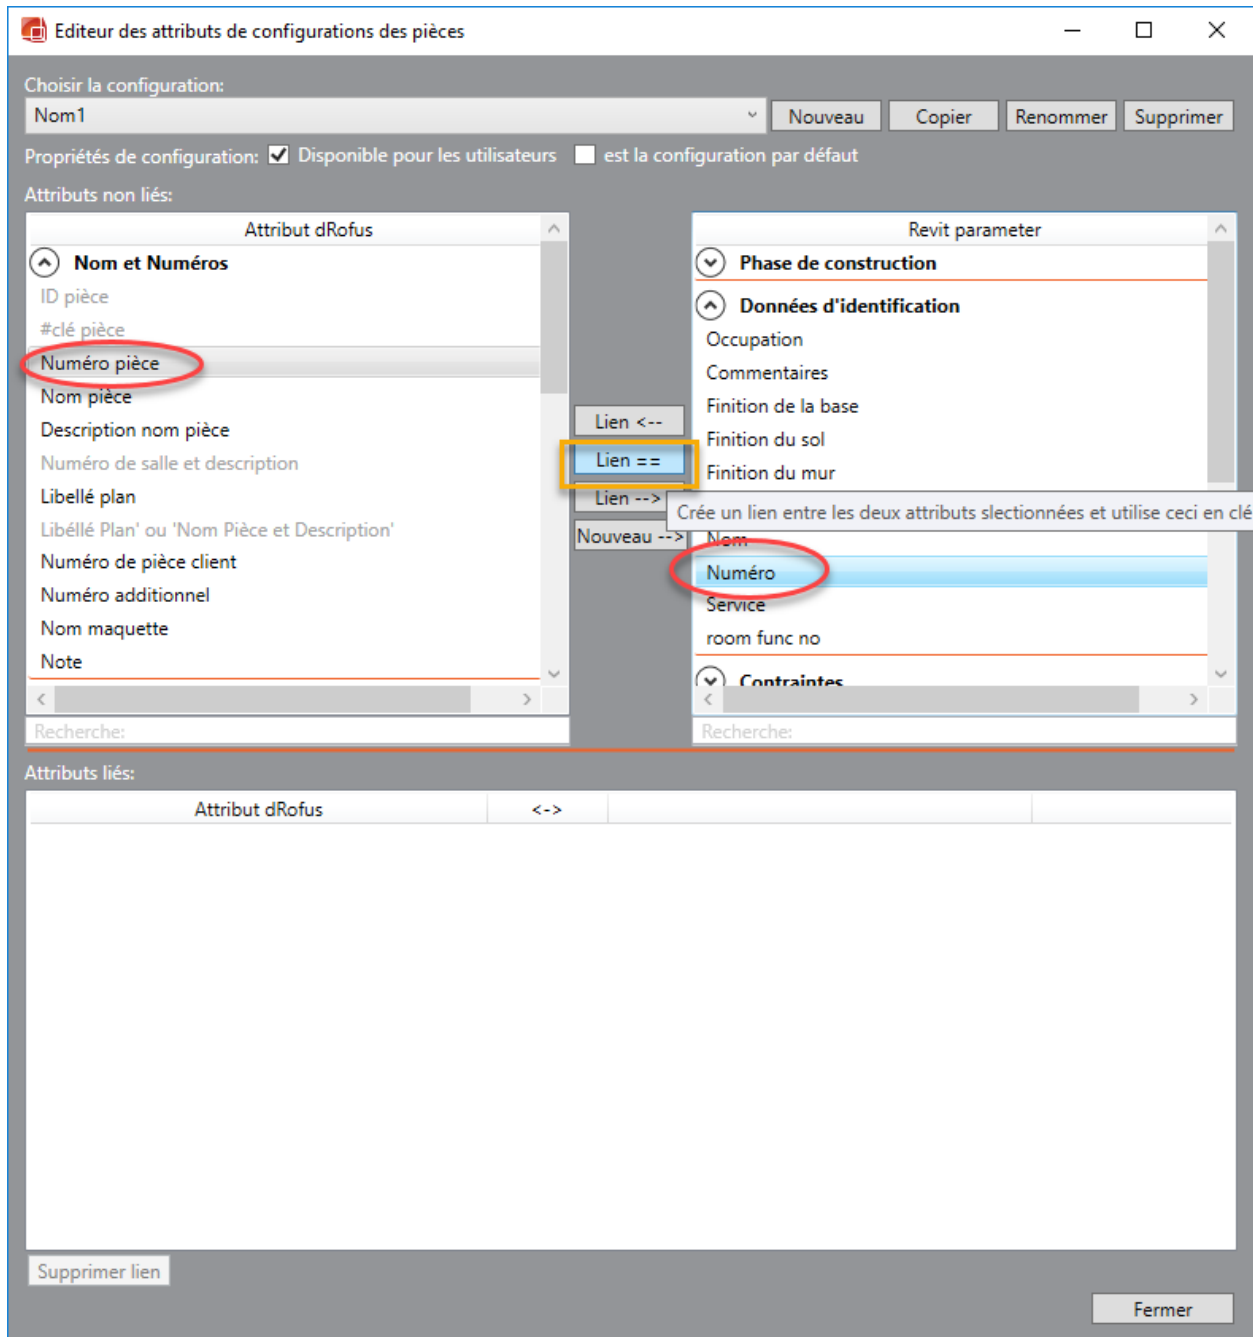 Editeur des attributs de configurations des pièces
Choisir la configuration:
Nom1
Nouveau
Copier
Renommer
Supprimer
Propriétés de configuration: Disponible pour les utilisateurs est la configuration par défaut
Attributs non liés:
Attribut dRofus
Nom et Numéros
ID pièce
#clé pièce
Numéro pièce
Nom pièce
Description nom pièce
Numéro de salle et description
Libellé plan
Libéllé Plan' ou 'Nom Pièce et Description'
Numéro de pièce client
Numéro additionnel
Nom maquette
Note
Recherche:
Lien <--
Lien ==
Lien -->
Nouveau -->
Crée un lien entre les deux attributs slectionnées et utilise ceci en clé
Revit parameter
Phase de construction
Données d'identification
Occupation
Commentaires
Finition de la base
Finition du sol
Finition du mur
Nom
Numéro
Service
room func no
Contraintes
Recherche:
Attributs liés:
Attribut dRofus
<->
Supprimer lien
Fermer